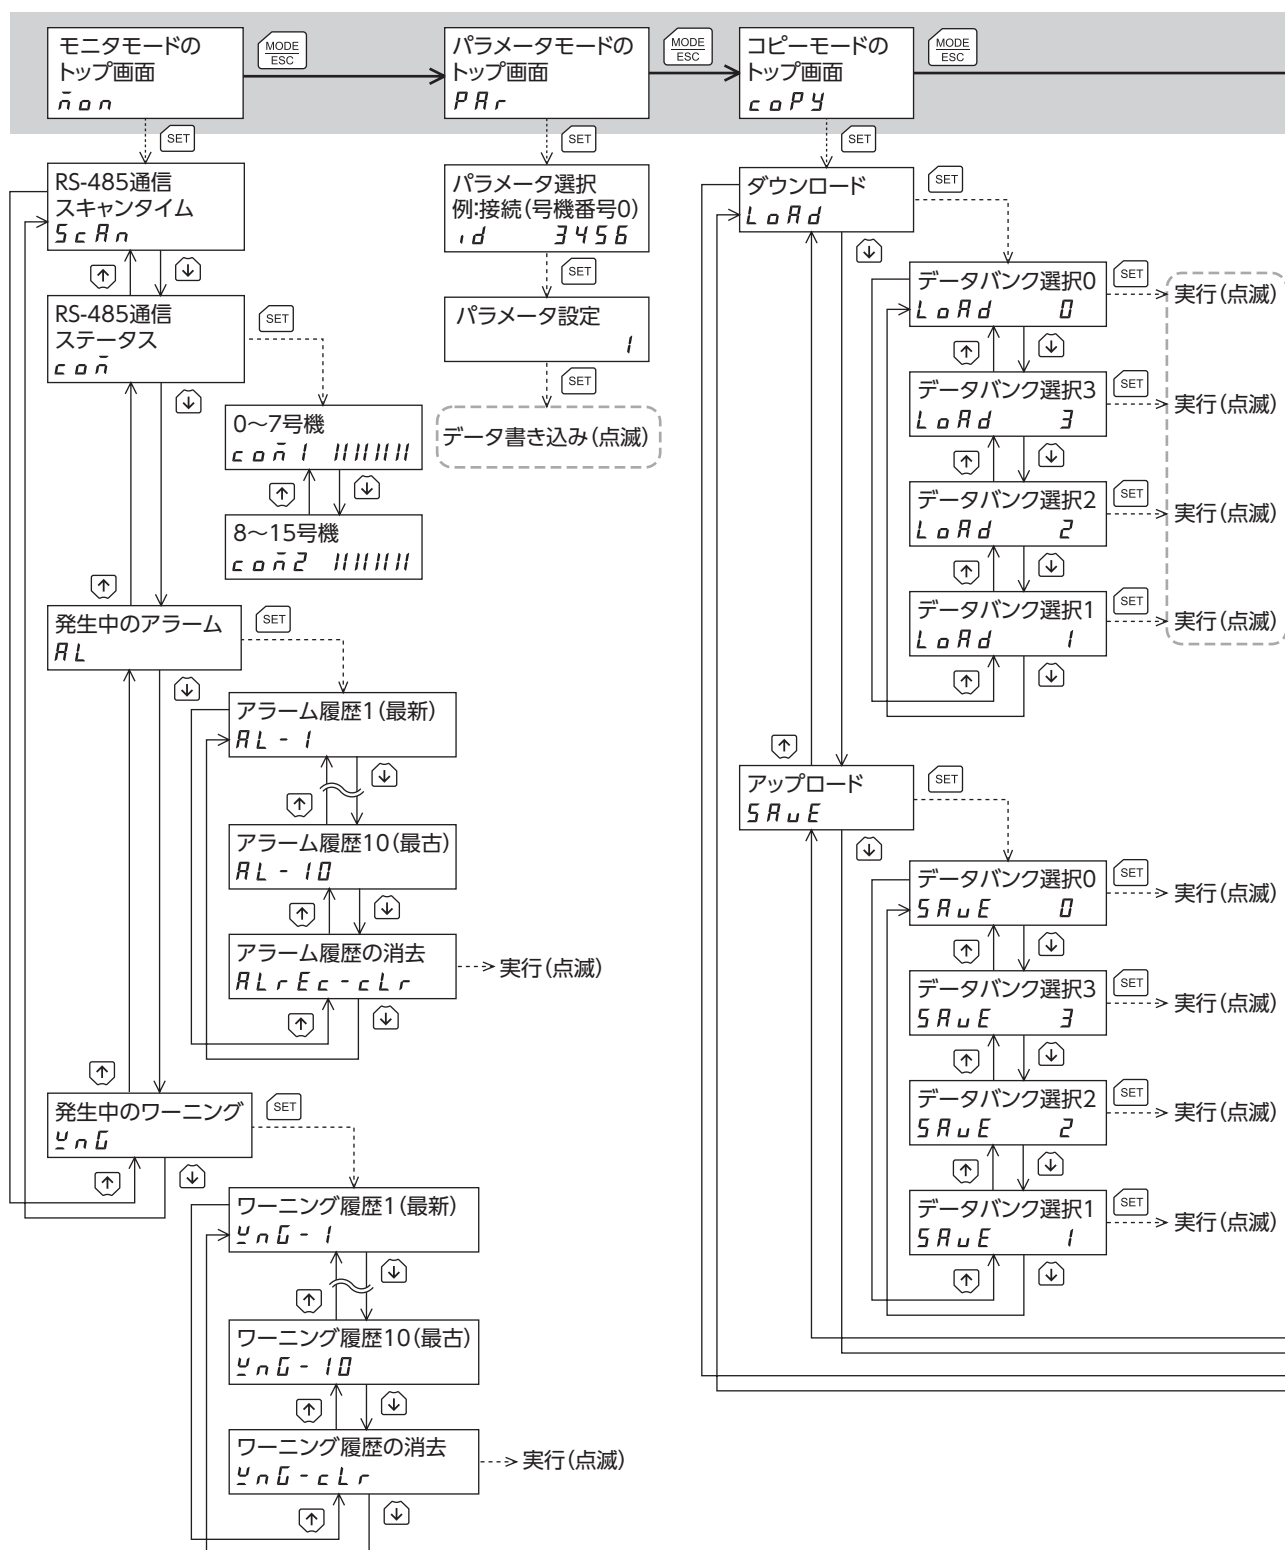 モニタモードの
トップ画面
mon
MODE
ESC
パラメータモードの
トップ画面
PAr
MODE
ESC
コピーモードの
トップ画面
coPY
MODE
ESC
SET
RS-485通信
スキャンタイム
ScAn
RS-485通信
ステータス
com
SET
0～7号機
com1 11111111
8～15号機
com2 11111111
発生中のアラーム
AL
SET
アラーム履歴1(最新)
AL-1
アラーム履歴10(最古)
AL-10
アラーム履歴の消去
ALrEc-cLr
実行(点滅)
発生中のワーニング
WnG
SET
ワーニング履歴1(最新)
WnG-1
ワーニング履歴10(最古)
WnG-10
ワーニング履歴の消去
WnG-cLr
実行(点滅)
SET
パラメータ選択
例:接続(号機番号0)
id 3456
SET
パラメータ設定
1
SET
データ書き込み(点滅)
SET
ダウンロード
LoAd
SET
データバンク選択0
LoAd 0
SET
実行(点滅)
データバンク選択3
LoAd 3
SET
実行(点滅)
データバンク選択2
LoAd 2
SET
実行(点滅)
データバンク選択1
LoAd 1
SET
実行(点滅)
アップロード
SAvE
SET
データバンク選択0
SAvE 0
SET
実行(点滅)
データバンク選択3
SAvE 3
SET
実行(点滅)
データバンク選択2
SAvE 2
SET
実行(点滅)
データバンク選択1
SAvE 1
SET
実行(点滅)